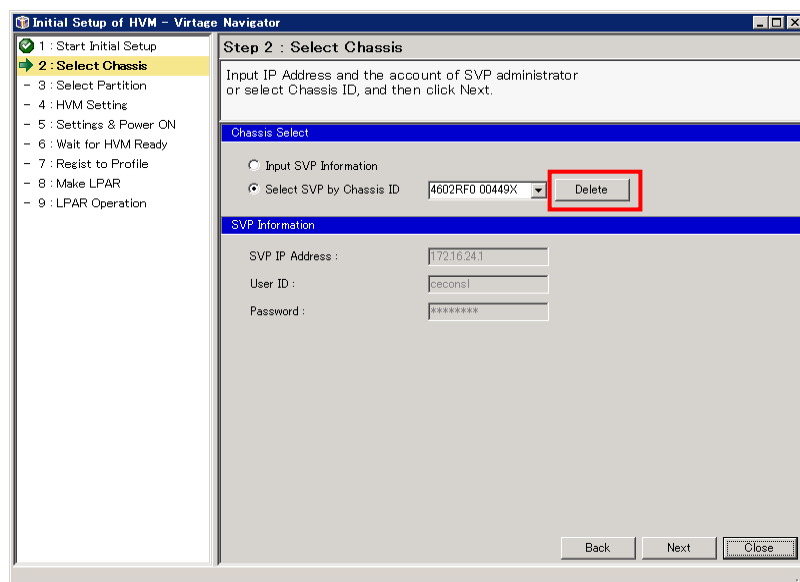 Initial Setup of HVM - Virtage Navigator
1 : Start Initial Setup
2 : Select Chassis
- 3 : Select Partition
- 4 : HVM Setting
- 5 : Settings & Power ON
- 6 : Wait for HVM Ready
- 7 : Regist to Profile
- 8 : Make LPAR
- 9 : LPAR Operation
Step 2 : Select Chassis
Input IP Address and the account of SVP administrator
or select Chassis ID, and then click Next.
Chassis Select
Input SVP Information
Select SVP by Chassis ID 4602RF0 00449X Delete
SVP Information
SVP IP Address : 172.16.24.1
User ID : ceconsl
Password : ********
Back Next Close